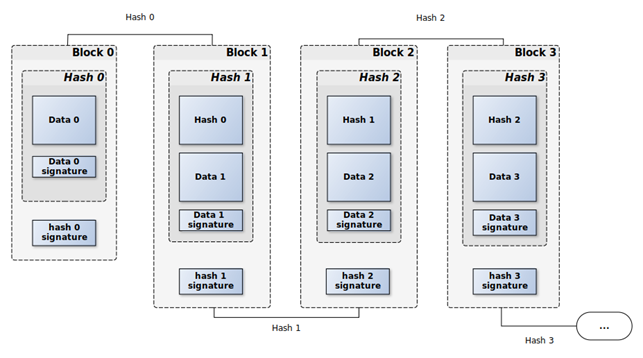 Hash 0
Hash 2
Block 0
Block 1
Block 2
Block 3
Hash 0
Hash 1
Hash 2
Hash 3
Data 0
Hash 0
Hash 1
Hash 2
Data 0
signature
Data 1
Data 2
Data 3
Data 1
signature
Data 2
signature
Data 3
signature
hash 0
signature
hash 1
signature
hash 2
signature
hash 3
signature
Hash 1
Hash 3
...